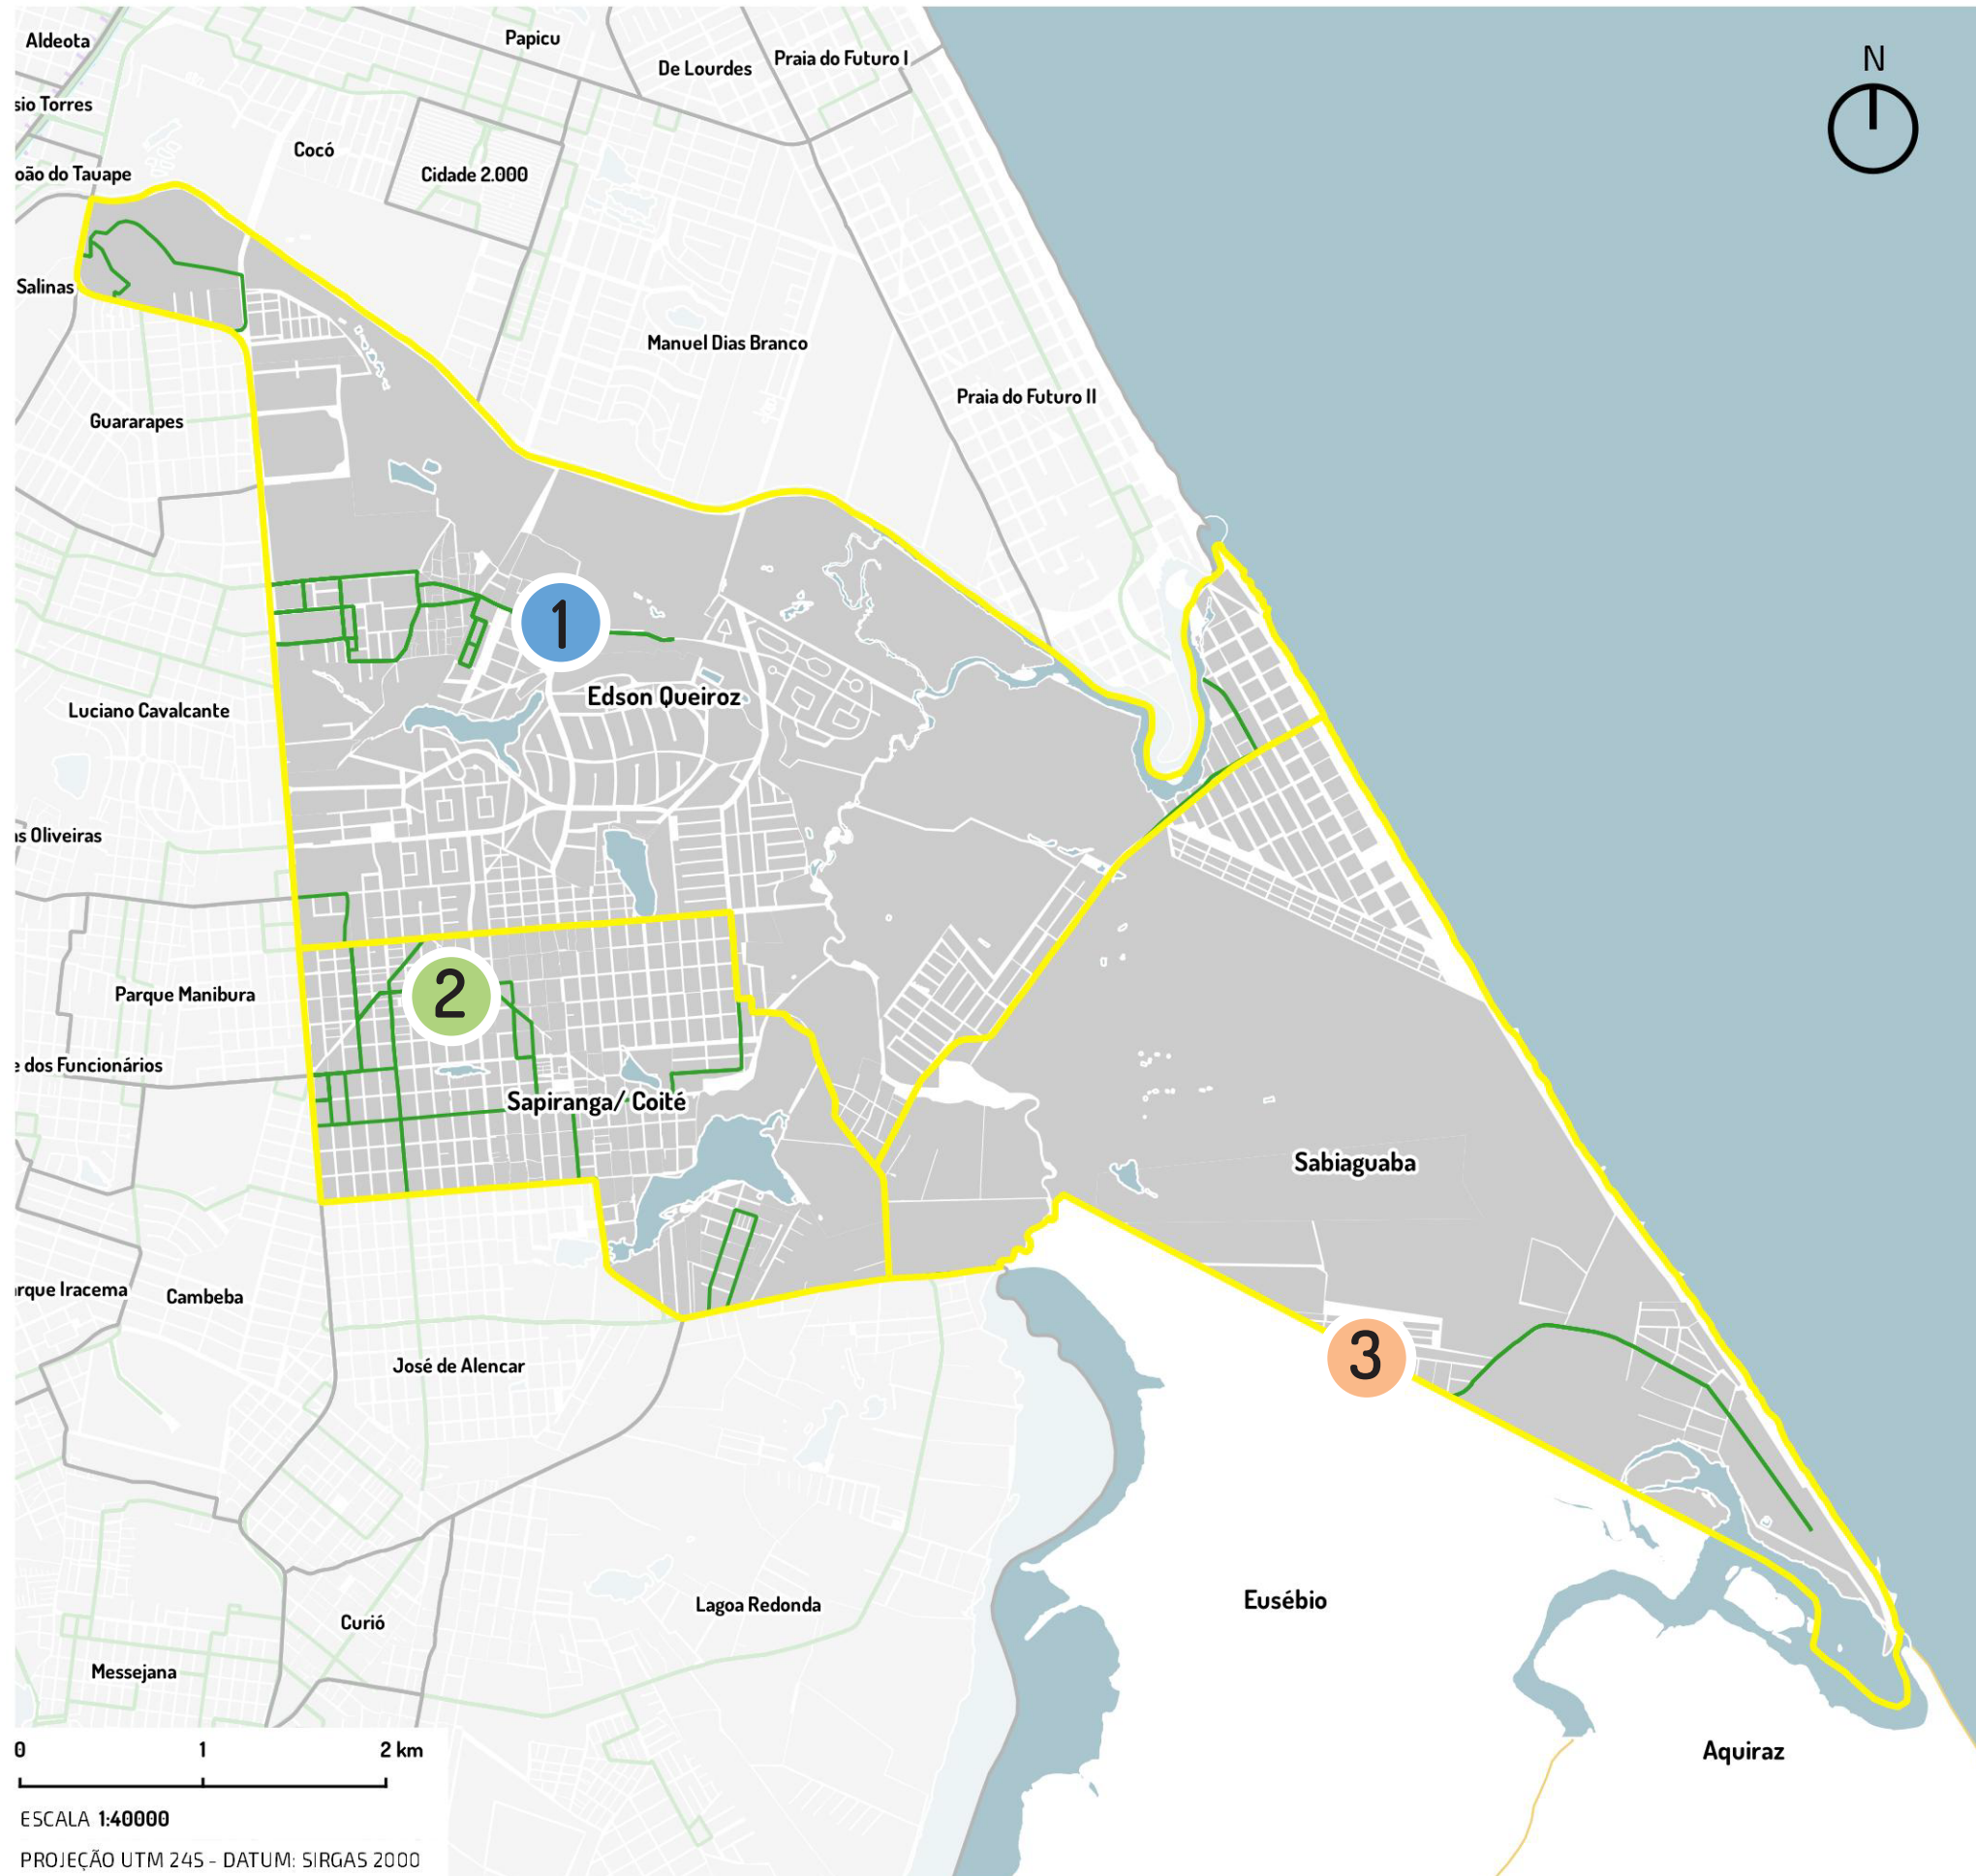 Aldeota
Papicu
De Lourdes
Praia do Futuro I
N
sio Torres
Cocó
Cidade 2.000
oão do Tauape
Salinas
Manuel Dias Branco
Praia do Futuro II
Guararapes
1
Edson Queiroz
Luciano Cavalcante
as Oliveiras
Parque Manibura
2
e dos Funcionários
Sapiranga/ Coité
Sabiaguaba
arque Iracema
Cambeba
José de Alencar
3
Lagoa Redonda
Eusébio
Curió
Messejana
Aquiraz
0 1 2 km
ESCALA 1:40000
PROJEÇÃO UTM 24S - DATUM: SIRGAS 2000